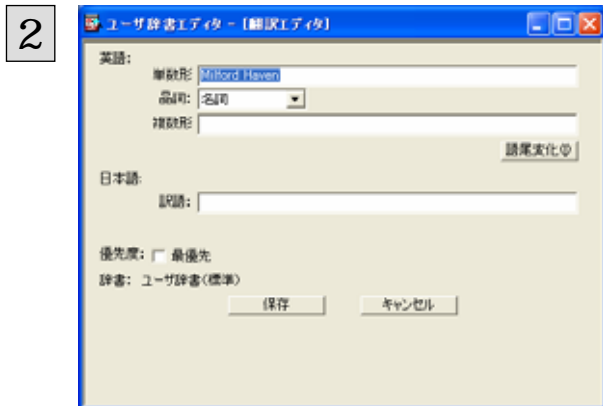 2
ユーザ辞書エディタ - [翻訳エディタ]
英語:
単数形 Milford Haven
品詞: 名詞
複数形
語尾変化(I)
日本語:
訳語:
優先度: 最優先
辞書: ユーザ辞書(標準)
保存 キャンセル